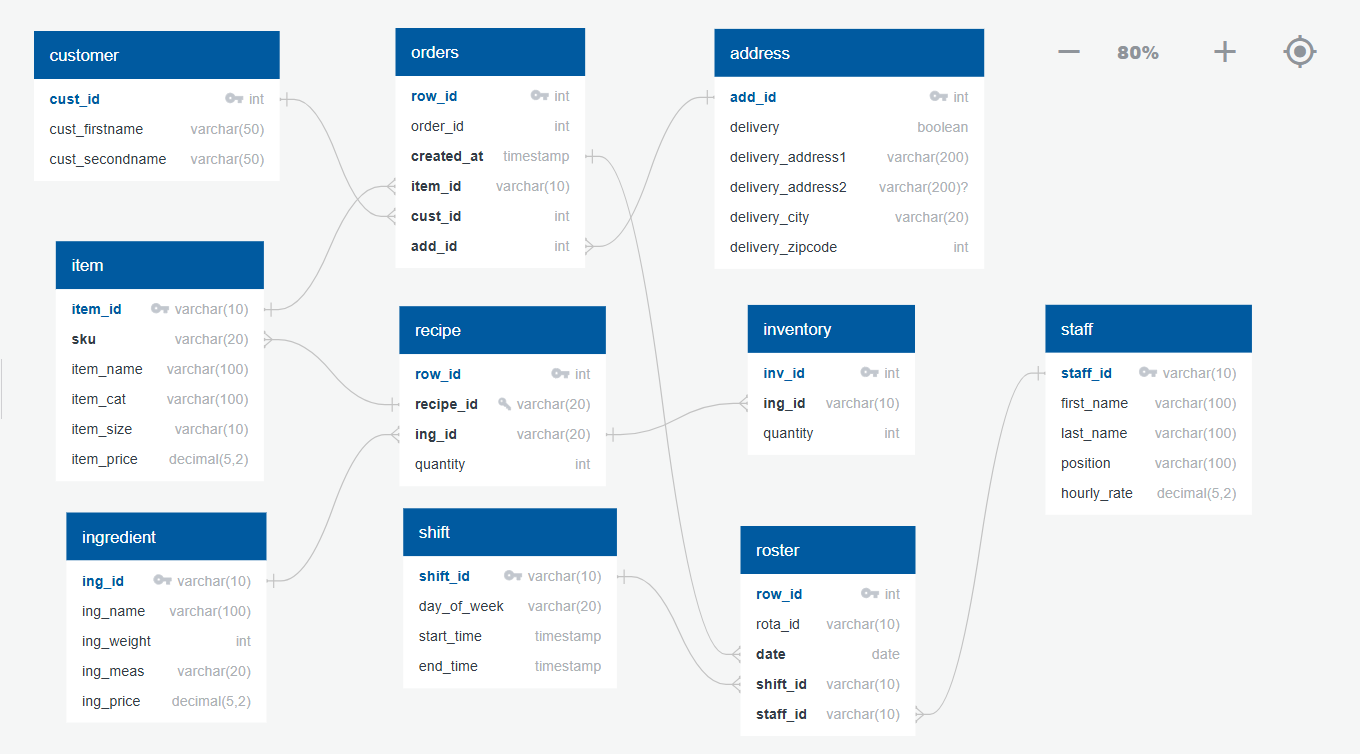 customer
cust_id int
cust_firstname varchar(50)
cust_secondname varchar(50)
orders
row_id int
order_id int
created_at timestamp
item_id varchar(10)
cust_id int
add_id int
address
add_id int
delivery boolean
delivery_address1 varchar(200)
delivery_address2 varchar(200)?
delivery_city varchar(20)
delivery_zipcode int
80%
item
item_id varchar(10)
sku varchar(20)
item_name varchar(100)
item_cat varchar(100)
item_size varchar(10)
item_price decimal(5,2)
recipe
row_id int
recipe_id varchar(20)
ing_id varchar(20)
quantity int
inventory
inv_id int
ing_id varchar(10)
quantity int
staff
staff_id varchar(10)
first_name varchar(100)
last_name varchar(100)
position varchar(100)
hourly_rate decimal(5,2)
ingredient
ing_id varchar(10)
ing_name varchar(100)
ing_weight int
ing_meas varchar(20)
ing_price decimal(5,2)
shift
shift_id varchar(10)
day_of_week varchar(20)
start_time timestamp
end_time timestamp
roster
row_id int
rota_id varchar(10)
date date
shift_id varchar(10)
staff_id varchar(10)